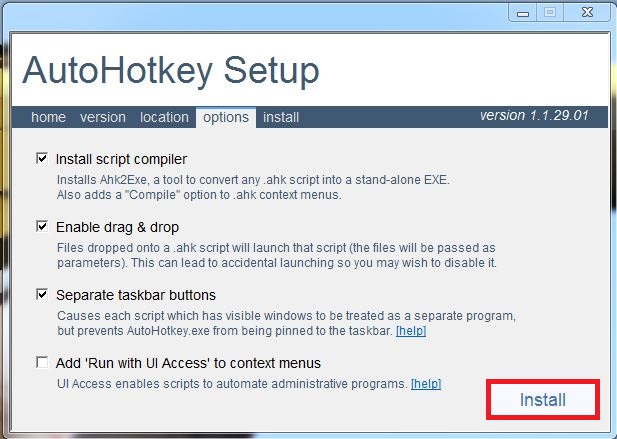 AutoHotkey Setup
home version location options install version 1.1.29.01
Install script compiler
Installs Ahk2Exe, a tool to convert any .ahk script into a stand-alone EXE.
Also adds a "Compile" option to .ahk context menus.
Enable drag & drop
Files dropped onto a .ahk script will launch that script (the files will be passed as
parameters). This can lead to accidental launching so you may wish to disable it.
Separate taskbar buttons
Causes each script which has visible windows to be treated as a separate program,
but prevents AutoHotkey.exe from being pinned to the taskbar. [help]
Add 'Run with UI Access' to context menus
UI Access enables scripts to automate administrative programs. [help]
Install